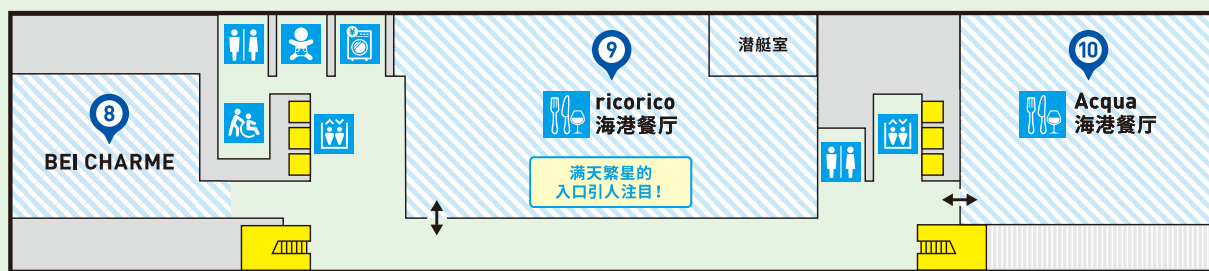 8
BEI CHARME
¥
9
ricorico
海港餐厅
潜艇室
满天繁星的
入口引人注目！
10
Acqua
海港餐厅